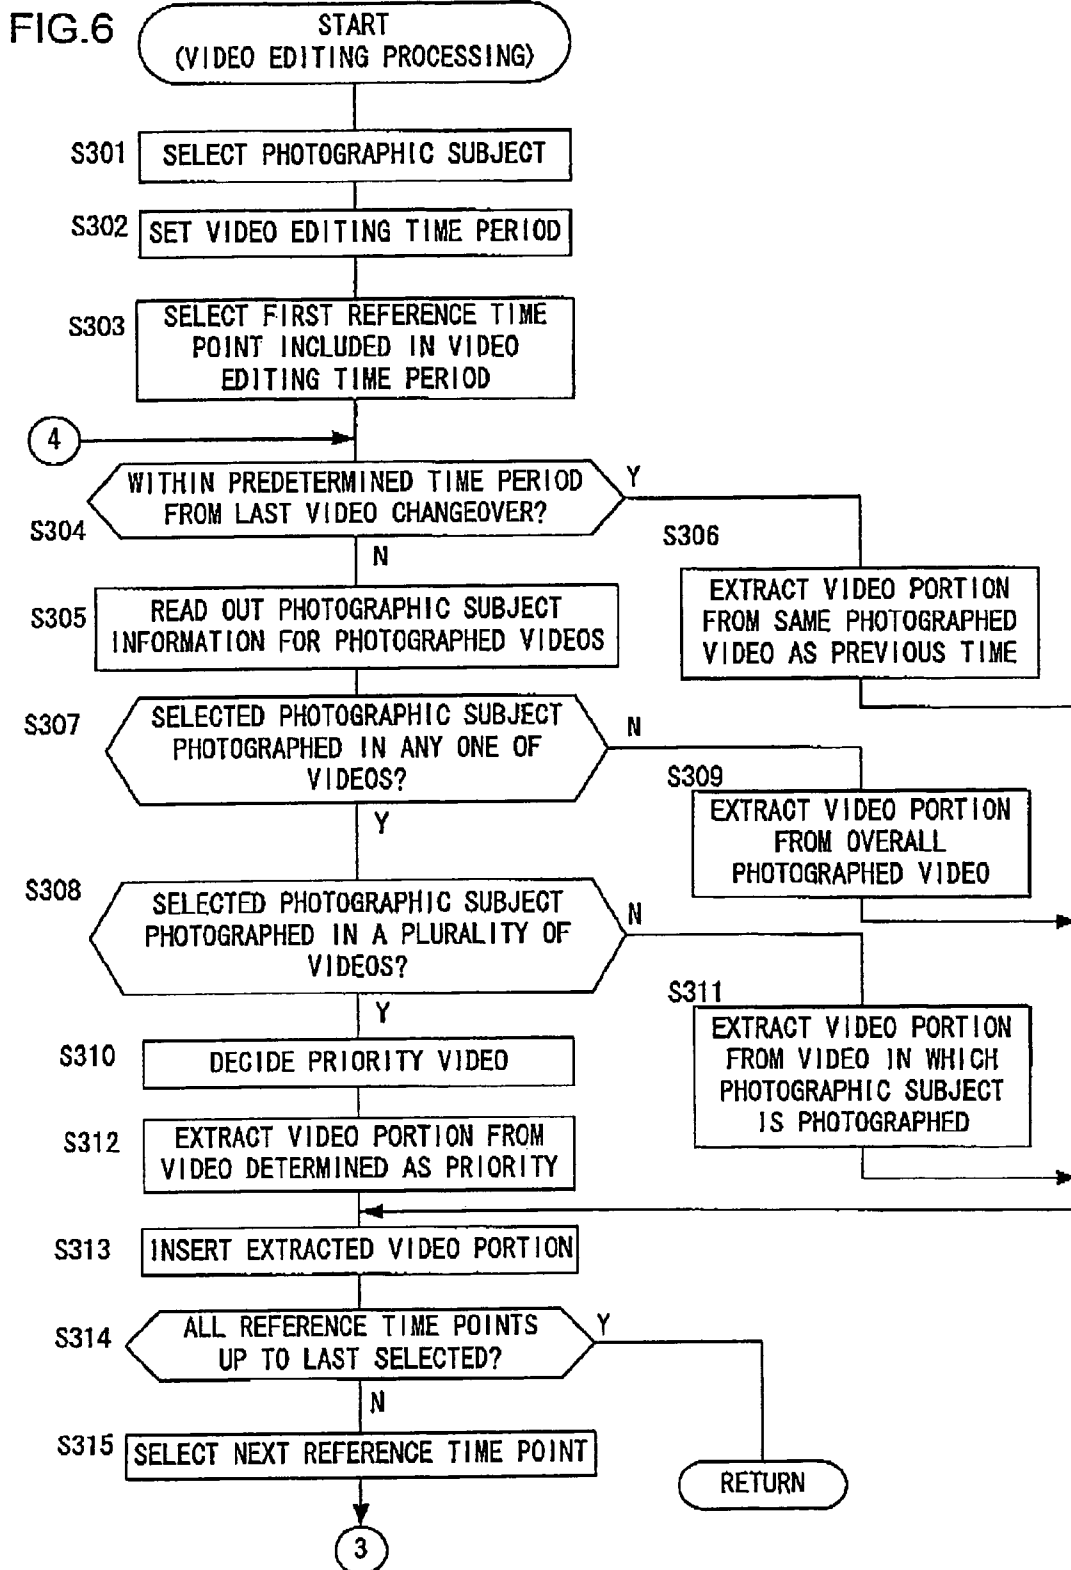 FIG.6
START
(VIDEO EDITING PROCESSING)
S301
SELECT PHOTOGRAPHIC SUBJECT
S302
SET VIDEO EDITING TIME PERIOD
S303
SELECT FIRST REFERENCE TIME
POINT INCLUDED IN VIDEO
EDITING TIME PERIOD
4
WITHIN PREDETERMINED TIME PERIOD
FROM LAST VIDEO CHANGEOVER?
Y
S304
N
S306
EXTRACT VIDEO PORTION
FROM SAME PHOTOGRAPHED
VIDEO AS PREVIOUS TIME
S305
READ OUT PHOTOGRAPHIC SUBJECT
INFORMATION FOR PHOTOGRAPHED VIDEOS
S307
SELECTED PHOTOGRAPHIC SUBJECT
PHOTOGRAPHED IN ANY ONE OF
VIDEOS?
N
Y
S309
EXTRACT VIDEO PORTION
FROM OVERALL
PHOTOGRAPHED VIDEO
S308
SELECTED PHOTOGRAPHIC SUBJECT
PHOTOGRAPHED IN A PLURALITY OF
VIDEOS?
N
Y
S311
EXTRACT VIDEO PORTION
FROM VIDEO IN WHICH
PHOTOGRAPHIC SUBJECT
IS PHOTOGRAPHED
S310
DECIDE PRIORITY VIDEO
S312
EXTRACT VIDEO PORTION FROM
VIDEO DETERMINED AS PRIORITY
S313
INSERT EXTRACTED VIDEO PORTION
S314
ALL REFERENCE TIME POINTS
UP TO LAST SELECTED?
Y
N
S315
SELECT NEXT REFERENCE TIME POINT
RETURN
3